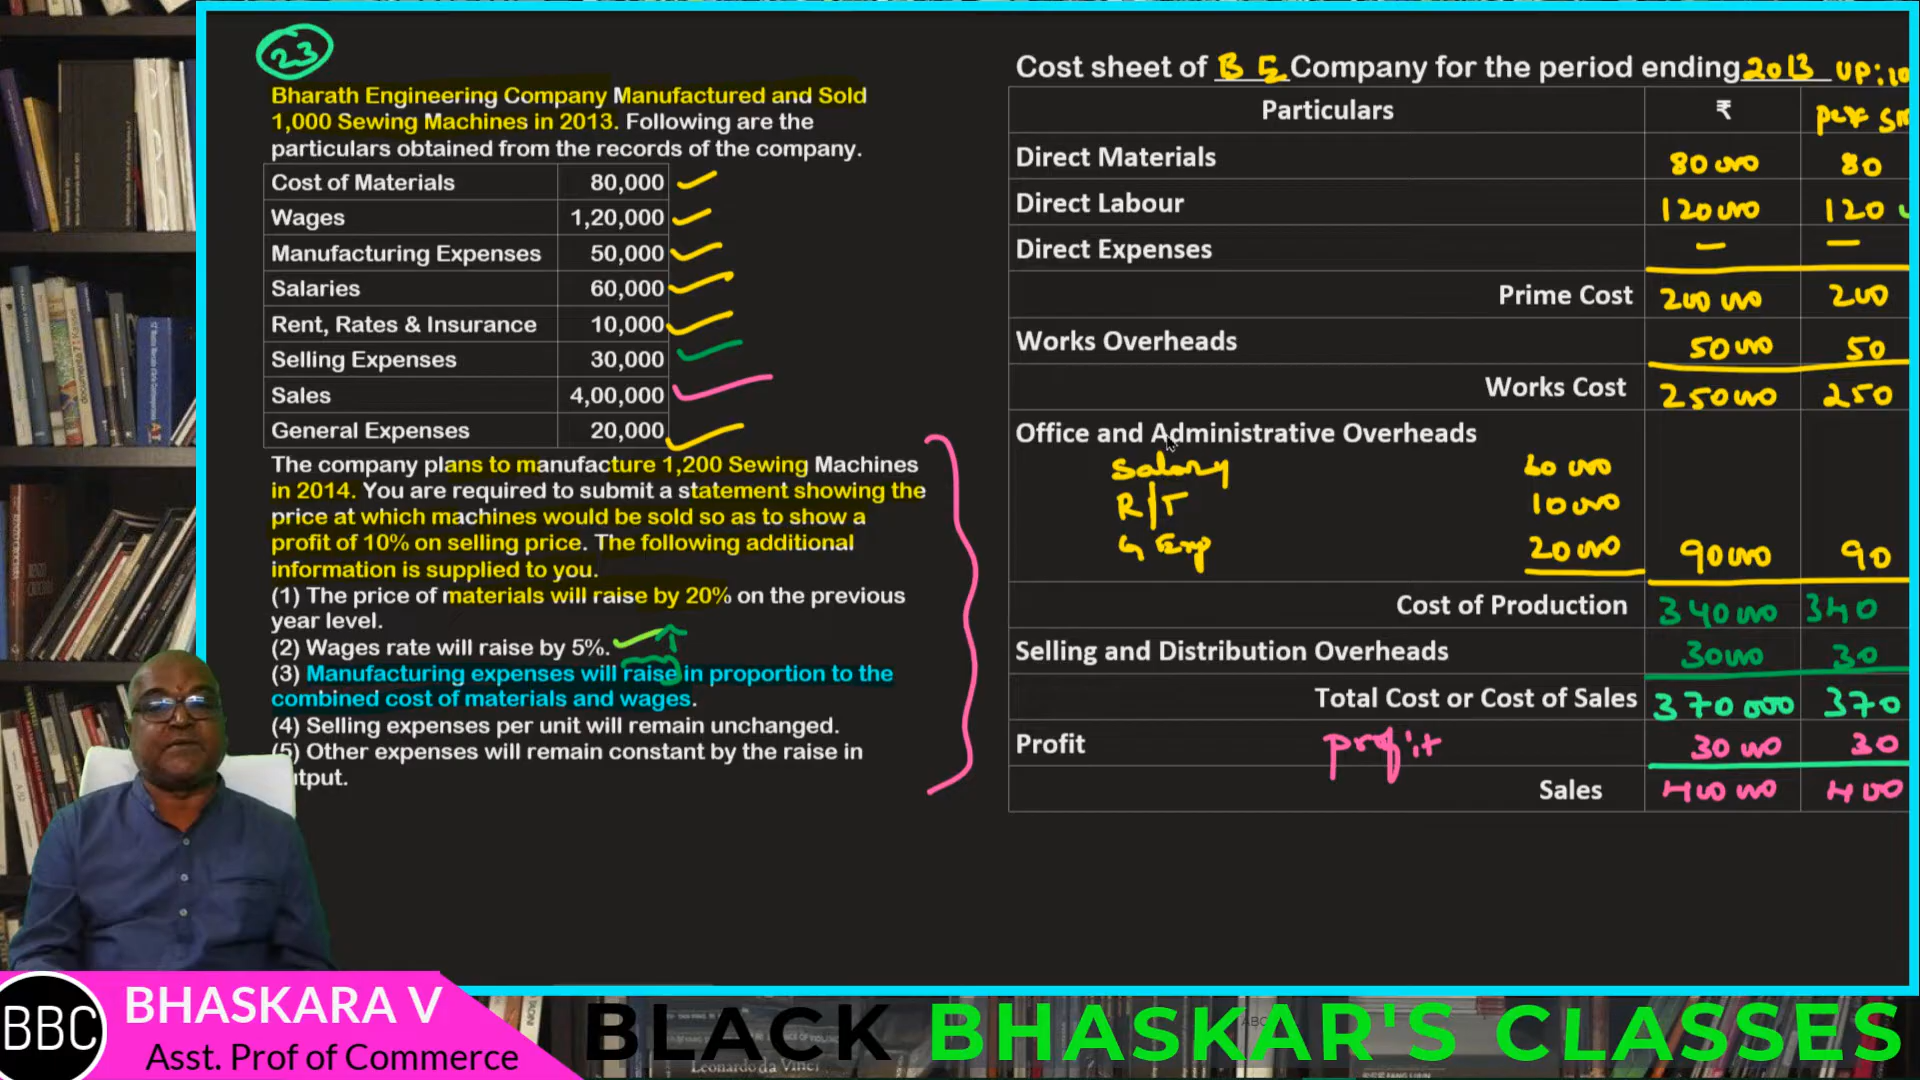 23
Bharath Engineering Company Manufactured and Sold
1,000 Sewing Machines in 2013. Following are the
particulars obtained from the records of the company.
Cost of Materials 80,000
Wages 1,20,000
Manufacturing Expenses 50,000
Salaries 60,000
Rent, Rates & Insurance 10,000
Selling Expenses 30,000
Sales 4,00,000
General Expenses 20,000
The company plans to manufacture 1,200 Sewing Machines
in 2014. You are required to submit a statement showing the
price at which machines would be sold so as to show a
profit of 10% on selling price. The following additional
information is supplied to you.
(1) The price of materials will raise by 20% on the previous
year level.
(2) Wages rate will raise by 5%.
(3) Manufacturing expenses will raise in proportion to the
combined cost of materials and wages.
(4) Selling expenses per unit will remain unchanged.
(5) Other expenses will remain constant by the raise in
utput.
Cost sheet of B E Company for the period ending 2013 UP:10
Particulars ₹ per SM
Direct Materials 80000 80
Direct Labour 120000 120
Direct Expenses — —
Prime Cost 200000 200
Works Overheads 50000 50
Works Cost 250000 250
Office and Administrative Overheads
Salary 60000
R/T 10000
G Exp 20000 90000 90
Cost of Production 340000 340
Selling and Distribution Overheads 30000 30
Total Cost or Cost of Sales 370000 370
Profit profit 30000 30
Sales 400000 400
BBC
BHASKARA V
Asst. Prof of Commerce
BLACK BHASKAR'S CLASSES
Leonardo da Vinci